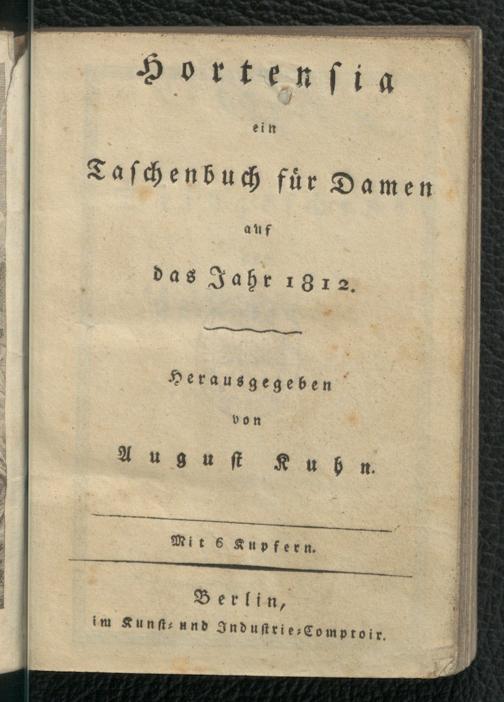 Hortensia
ein
Taschenbuch für Damen
auf
das Jahr 1812.
Herausgegeben
von
August Kuhn.
Mit 6 Kupfern.
Berlin,
im Kunst- und Industrie-Comptoir.